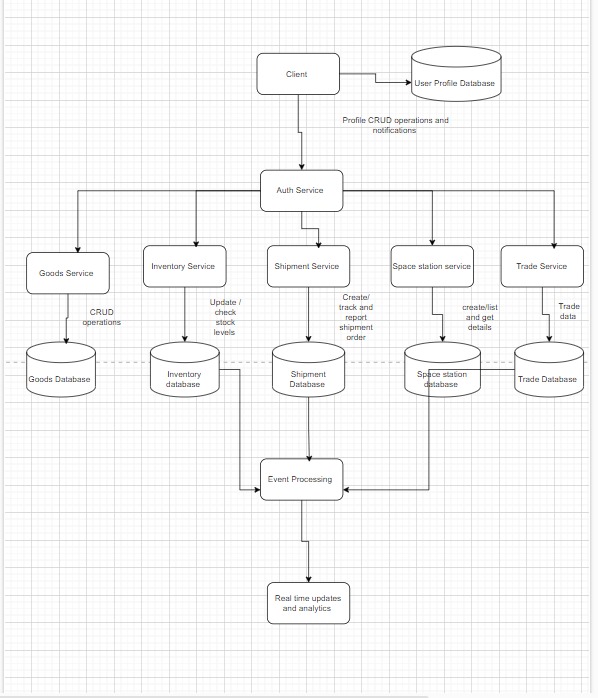 Client
User Profile Database
Profile CRUD operations and
notifications
Auth Service
Goods Service
Inventory Service
Shipment Service
Space station service
Trade Service
CRUD
operations
Update /
check
stock
levels
Create/
track and
report
shipment
order
create/list
and get
details
Trade
data
Goods Database
Inventory
database
Shipment
Database
Space station
database
Trade Database
Event Processing
Real time updates
and analytics